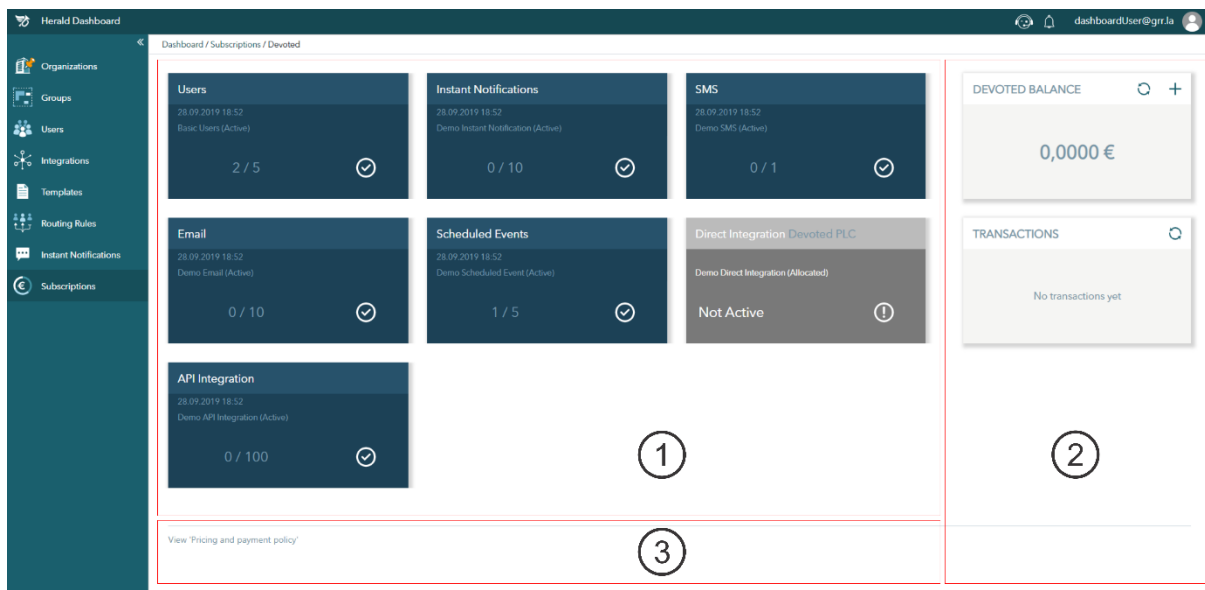 Herald Dashboard
dashboardUser@grr.la
«
Dashboard / Subscriptions / Devoted
Organizations
Groups
Users
Integrations
Templates
Routing Rules
Instant Notifications
Subscriptions
Users
28.09.2019 18:52
Basic Users (Active)
2 / 5
Instant Notifications
28.09.2019 18:52
Demo Instant Notification (Active)
0 / 10
SMS
28.09.2019 18:52
Demo SMS (Active)
0 / 1
Email
28.09.2019 18:52
Demo Email (Active)
0 / 10
Scheduled Events
28.09.2019 18:52
Demo Scheduled Event (Active)
1 / 5
Direct Integration Devoted PLC
Demo Direct Integration (Allocated)
Not Active
API Integration
28.09.2019 18:52
Demo API Integration (Active)
0 / 100
1
DEVOTED BALANCE
0,0000 €
TRANSACTIONS
No transactions yet
2
View 'Pricing and payment policy'
3